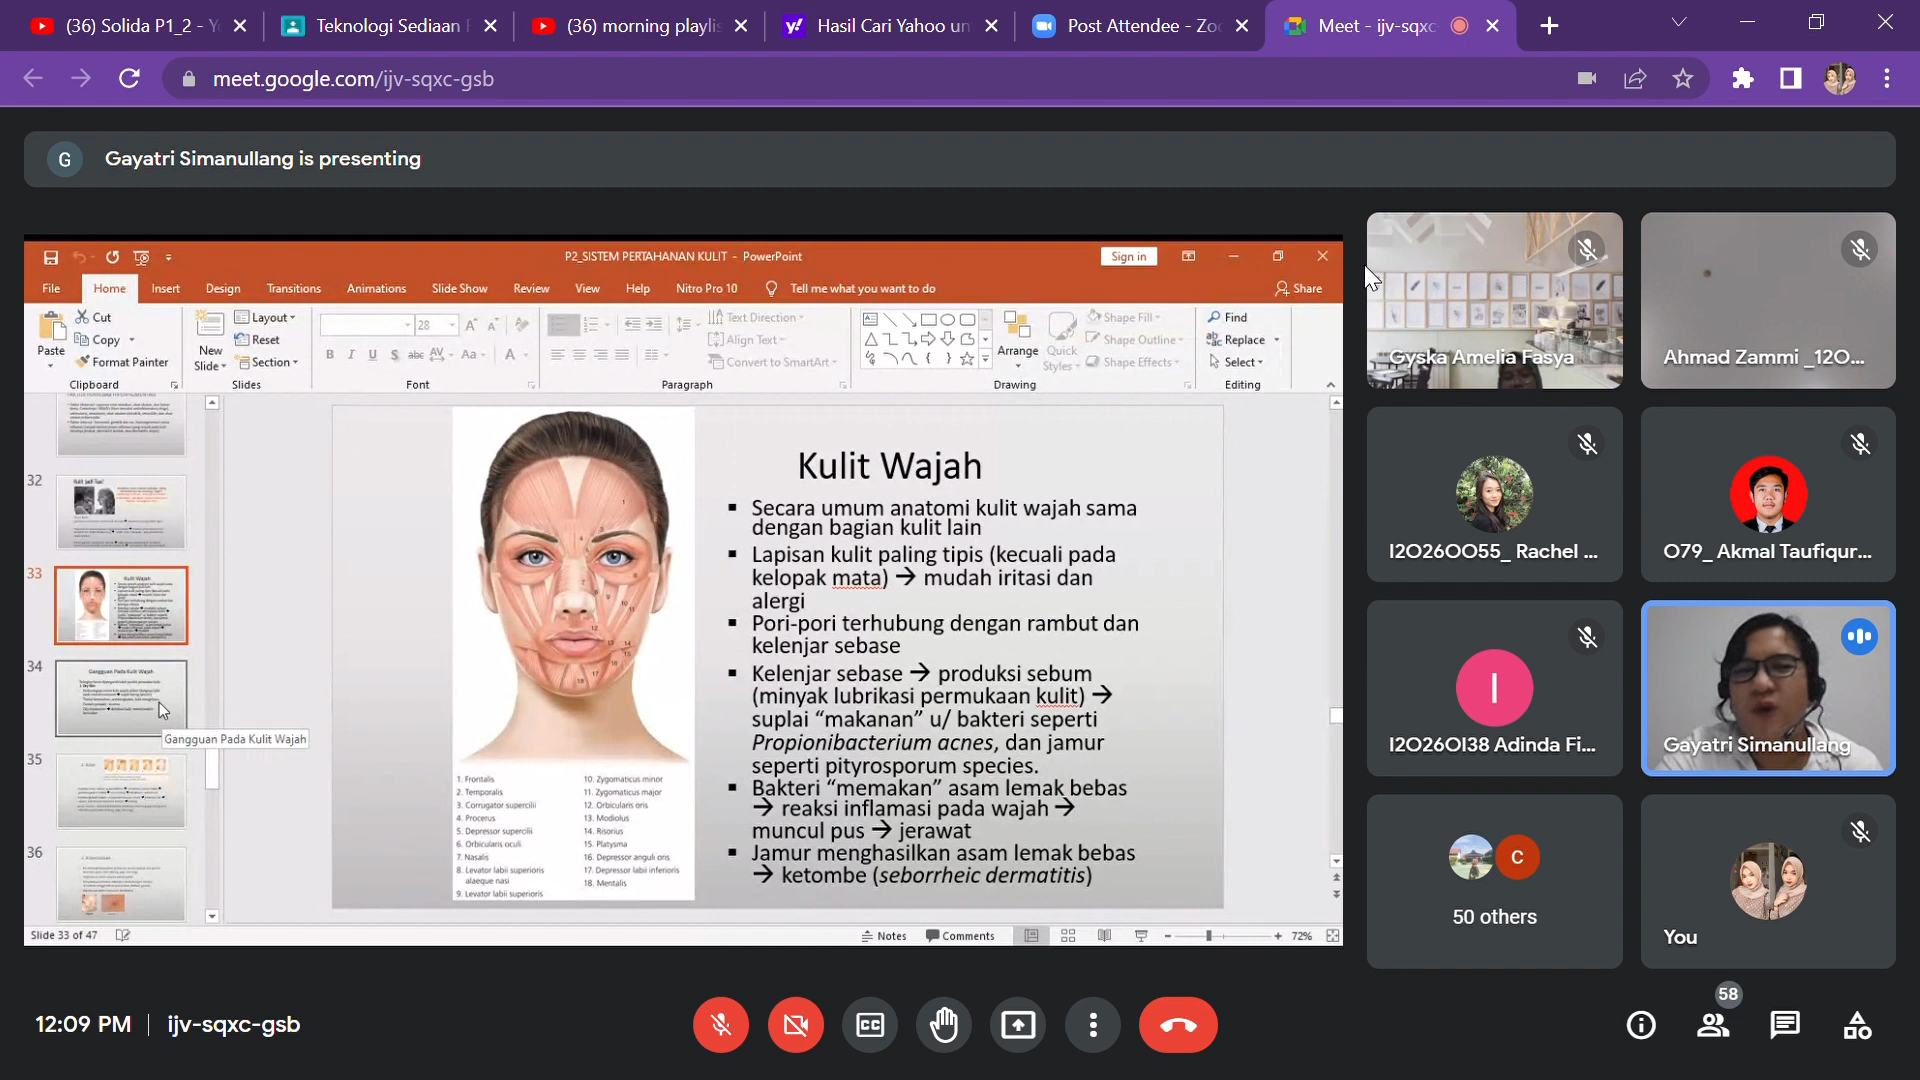 (36) Solida P1_2 - Y
Teknologi Sediaan
(36) morning playlis
Hasil Cari Yahoo un
Post Attendee - Zo
Meet - ijv-sqxc-
meet.google.com/ijv-sqxc-gsb
G
Gayatri Simanullang is presenting
P2_SISTEM PERTAHANAN KULIT - PowerPoint
Sign in
File
Home
Insert
Design
Transitions
Animations
Slide Show
Review
View
Help
Nitro Pro 10
Tell me what you want to do
Share
Paste
Cut
Copy
Format Painter
Clipboard
New
Slide
Layout
Reset
Section
Slides
28
B I U S abc AV Aa A
Font
Text Direction
Align Text
Convert to SmartArt
Paragraph
Arrange
Quick
Styles
Shape Fill
Shape Outline
Shape Effects
Drawing
Find
Replace
Select
Editing
32
33
Kulit Wajah
34
Gangguan Pada Kulit Wajah
Gangguan Pada Kulit Wajah
35
36
Kulit Wajah
▪ Secara umum anatomi kulit wajah sama
dengan bagian kulit lain
▪ Lapisan kulit paling tipis (kecuali pada
kelopak mata) → mudah iritasi dan
alergi
▪ Pori-pori terhubung dengan rambut dan
kelenjar sebase
▪ Kelenjar sebase → produksi sebum
(minyak lubrikasi permukaan kulit) →
suplai “makanan” u/ bakteri seperti
Propionibacterium acnes, dan jamur
seperti pityrosporum species.
▪ Bakteri “memakan” asam lemak bebas
→ reaksi inflamasi pada wajah →
muncul pus → jerawat
▪ Jamur menghasilkan asam lemak bebas
→ ketombe (seborrheic dermatitis)
1. Frontalis
2. Temporalis
3. Corrugator supercilii
4. Procerus
5. Depressor supercilii
6. Orbicularis oculi
7. Nasalis
8. Levator labii superioris
alaeque nasi
9. Levator labii superioris
10. Zygomaticus minor
11. Zygomaticus major
12. Orbicularis oris
13. Modiolus
14. Risorius
15. Platysma
16. Depressor anguli oris
17. Depressor labii inferioris
18. Mentalis
Slide 33 of 47
Notes
Comments
72%
Gyska Amelia Fasya
Ahmad Zammi _12O...
I2O26OO55_ Rachel ...
O79_ Akmal Taufiqur...
I
I2O26OI38 Adinda Fi...
Gayatri Simanullang
C
50 others
You
12:09 PM
ijv-sqxc-gsb
CC
58